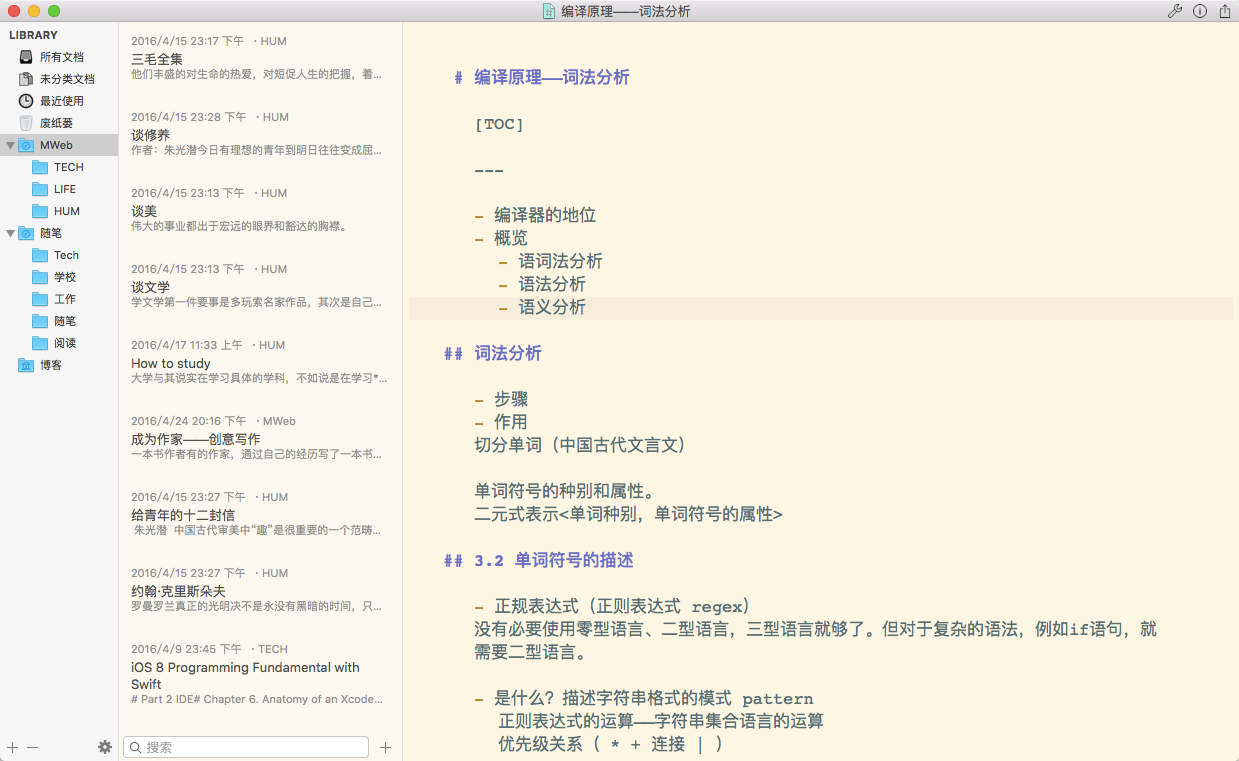 编译原理——词法分析
LIBRARY
所有文档
未分类文档
最近使用
废纸篓
MWeb
TECH
LIFE
HUM
随笔
Tech
学校
工作
随笔
阅读
博客
2016/4/15 23:17 下午 ・HUM
三毛全集
他们丰盛的对生命的热爱，对短促人生的把握，着...
2016/4/15 23:28 下午 ・HUM
谈修养
作者：朱光潜今日有理想的青年到明日往往变成屈...
2016/4/15 23:13 下午 ・HUM
谈美
伟大的事业都出于宏远的眼界和豁达的胸襟。
2016/4/15 23:13 下午 ・HUM
谈文学
学文学第一件要事是多玩索名家作品，其次是自己...
2016/4/17 11:33 上午 ・HUM
How to study
大学与其说实在学习具体的学科，不如说是在学习*...
2016/4/24 20:16 下午 ・MWeb
成为作家——创意写作
一本书作者有的作家，通过自己的经历写了一本书...
2016/4/15 23:27 下午 ・HUM
给青年的十二封信
朱光潜 中国古代审美中“趣”是很重要的一个范畴...
2016/4/15 23:27 下午 ・HUM
约翰·克里斯朵夫
罗曼罗兰真正的光明决不是永没有黑暗的时间，只...
2016/4/9 23:45 下午 ・TECH
iOS 8 Programming Fundamental with
Swift
# Part 2 IDE# Chapter 6. Anatomy of an Xcode...
搜索
# 编译原理——词法分析
[TOC]
---
- 编译器的地位
- 概览
- 语词法分析
- 语法分析
- 语义分析
## 词法分析
- 步骤
- 作用
切分单词（中国古代文言文）
单词符号的种别和属性。
二元式表示<单词种别，单词符号的属性>
## 3.2 单词符号的描述
- 正规表达式（正则表达式 regex）
没有必要使用零型语言、二型语言，三型语言就够了。但对于复杂的语法，例如if语句，就
需要二型语言。
- 是什么？描述字符串格式的模式 pattern
正则表达式的运算——字符串集合语言的运算
优先级关系（ * + 连接 | ）